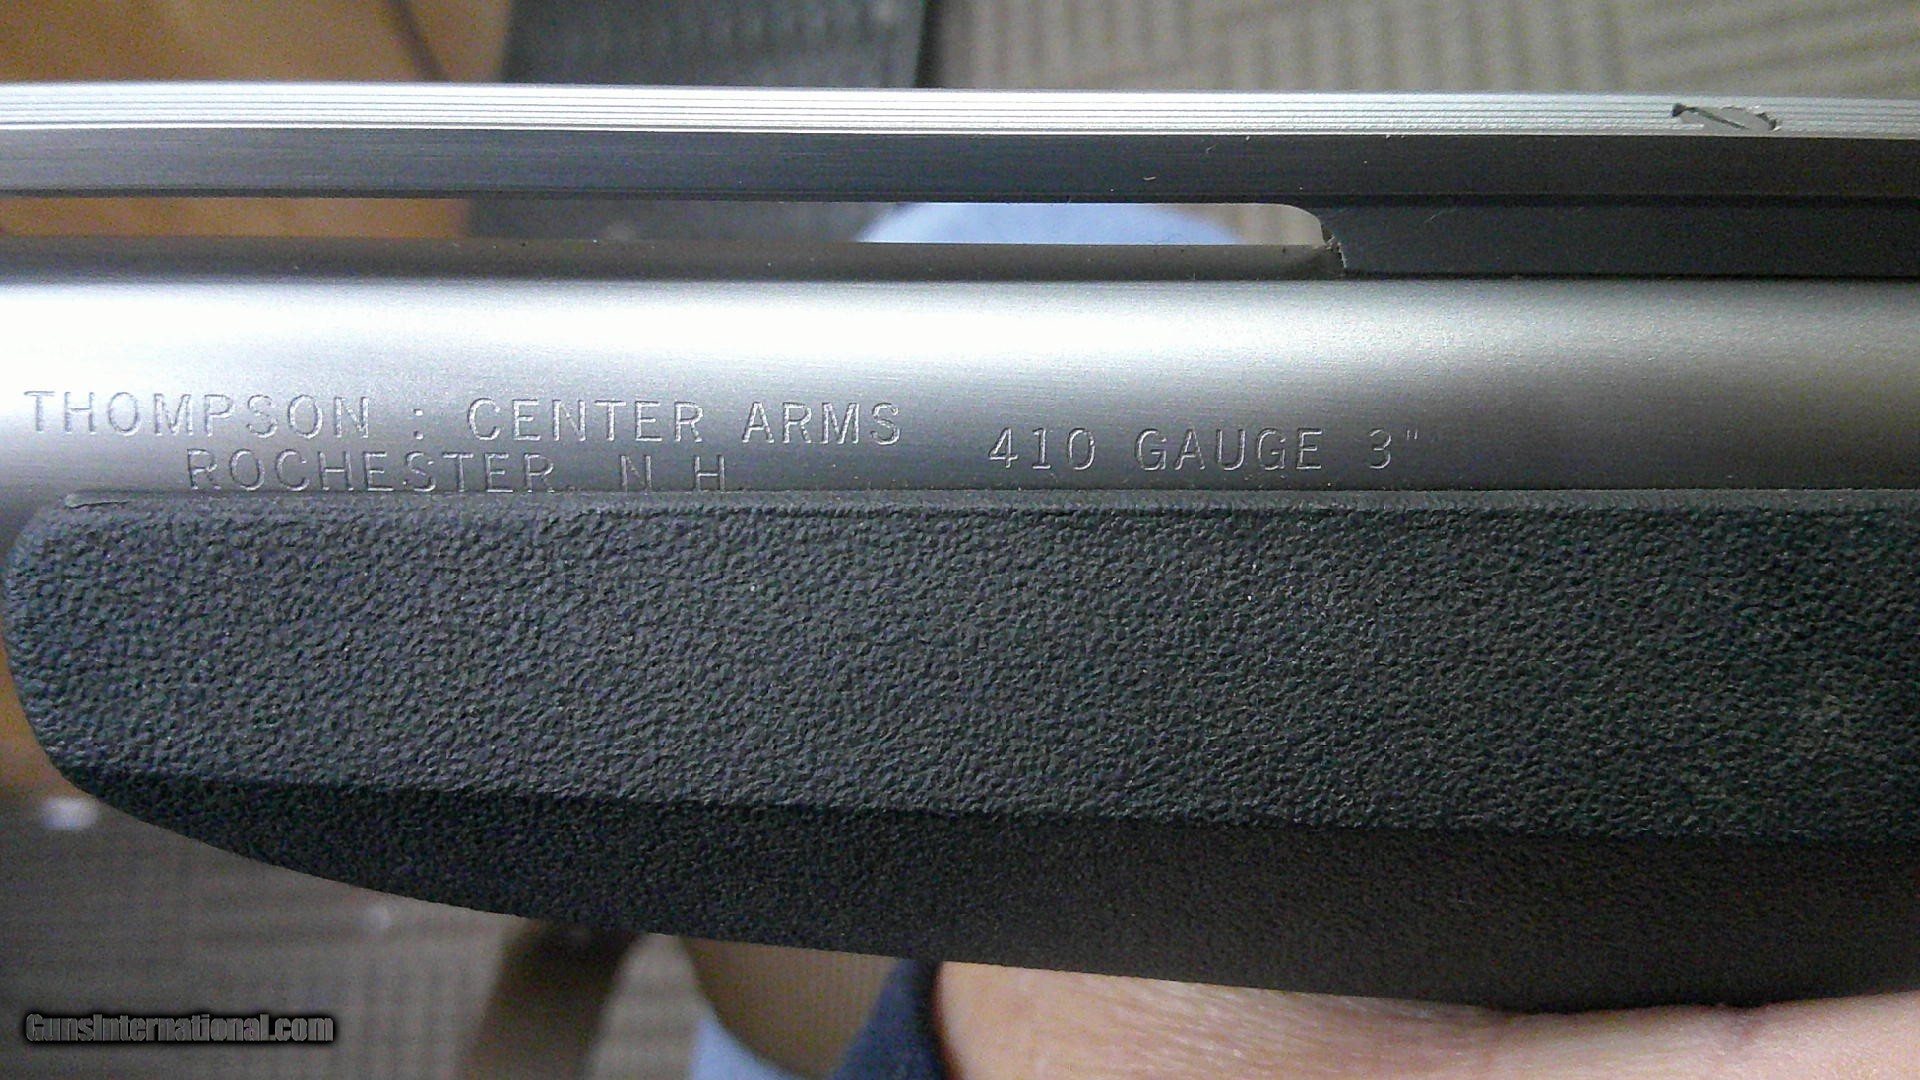 THOMPSON : CENTER ARMS
ROCHESTER, N.H.
410 GAUGE 3"
GunsInternational.com